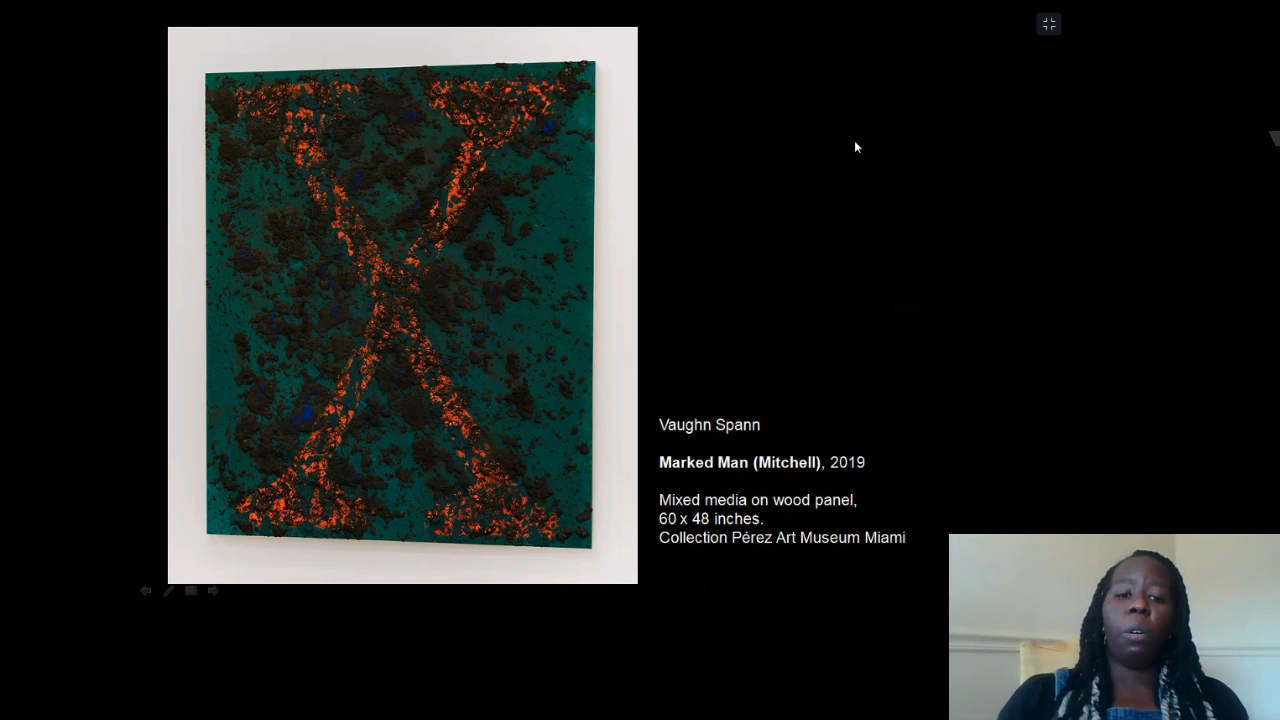 Vaughn Spann
Marked Man (Mitchell), 2019
Mixed media on wood panel,
60 x 48 inches.
Collection Pérez Art Museum Miami